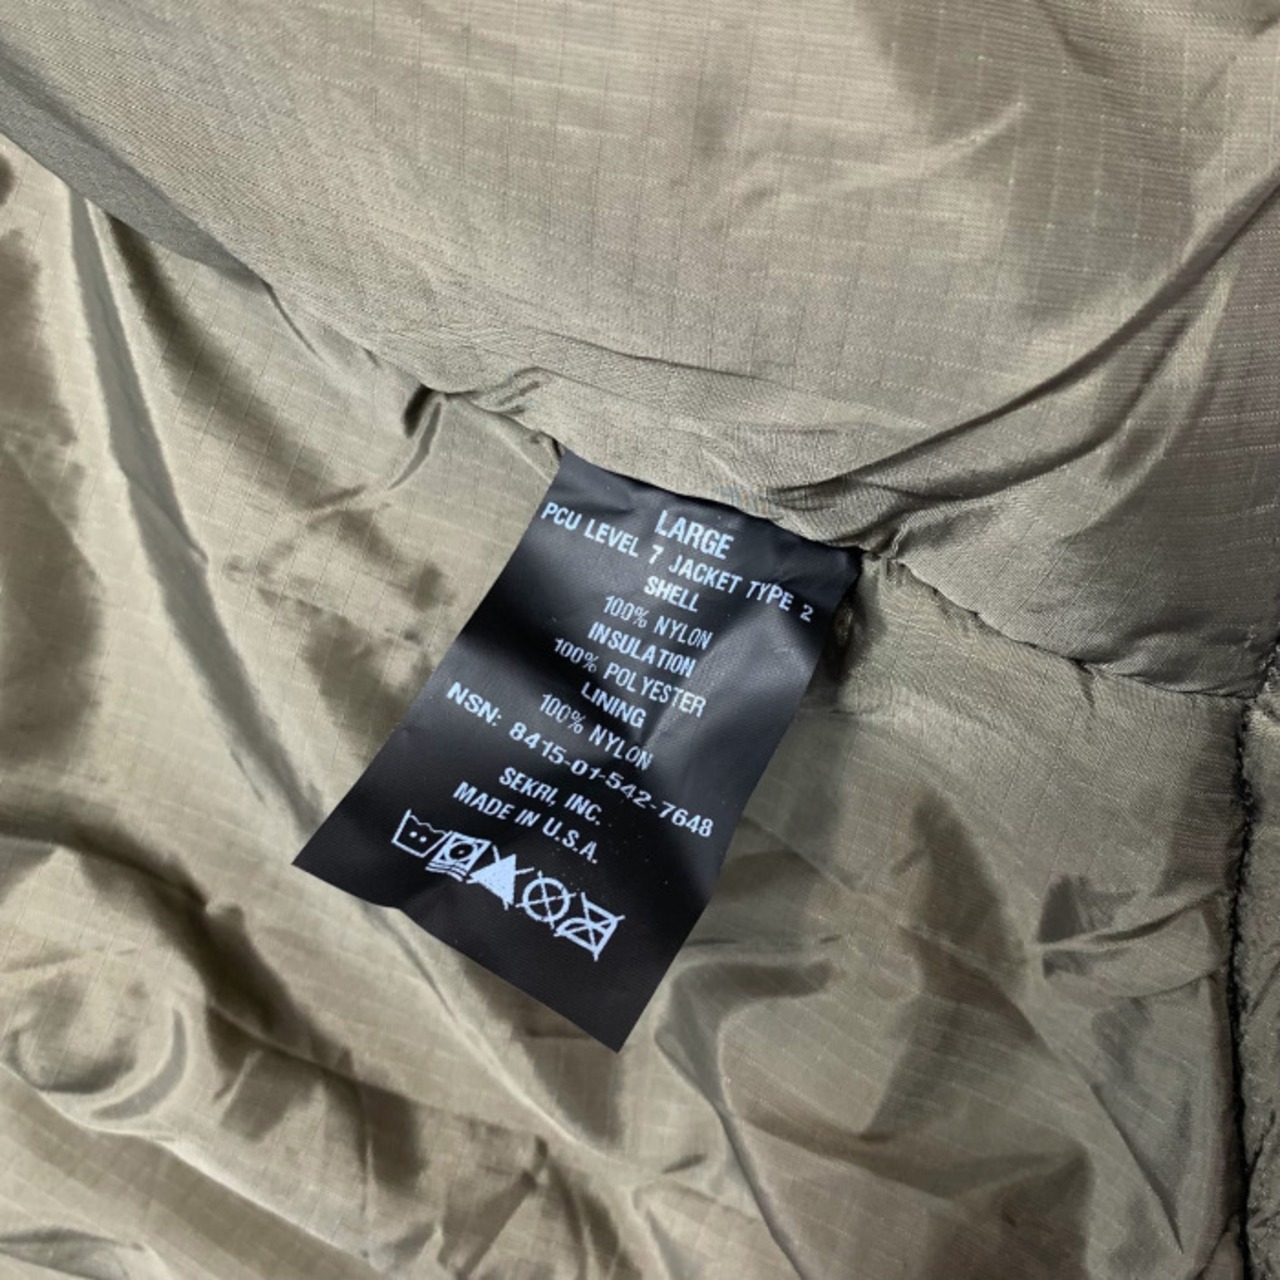 LARGE
PCU LEVEL 7 JACKET TYPE 2
SHELL
100% NYLON
INSULATION
100% POLYESTER
LINING
100% NYLON
NSN: 8415-01-542-7648
SEKRI, INC.
MADE IN U.S.A.